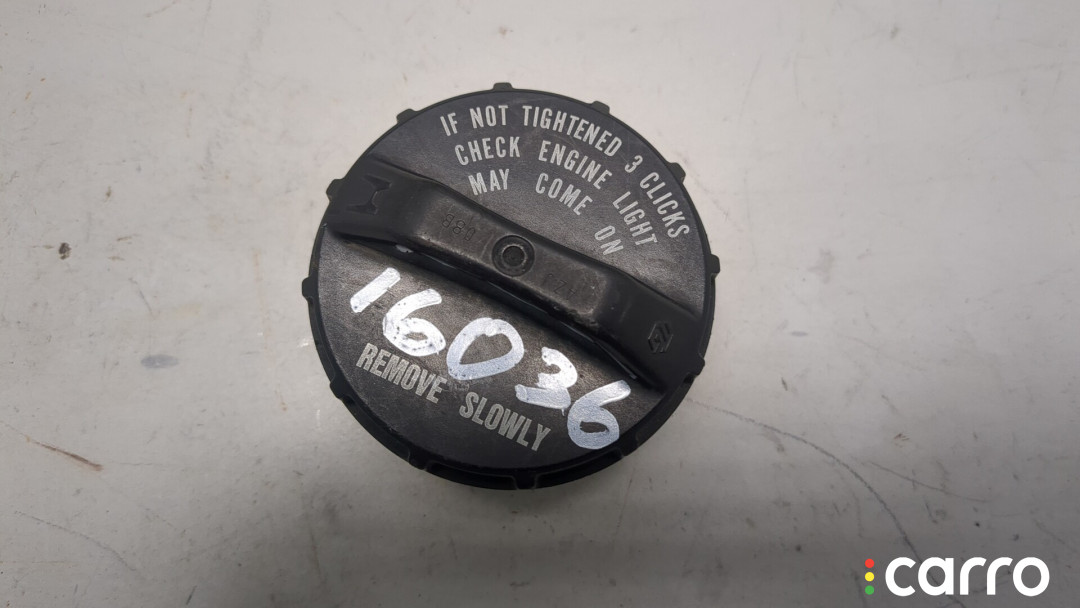 IF NOT TIGHTENED 3 CLICKS
CHECK ENGINE LIGHT
MAY COME ON
16036
REMOVE SLOWLY
carro